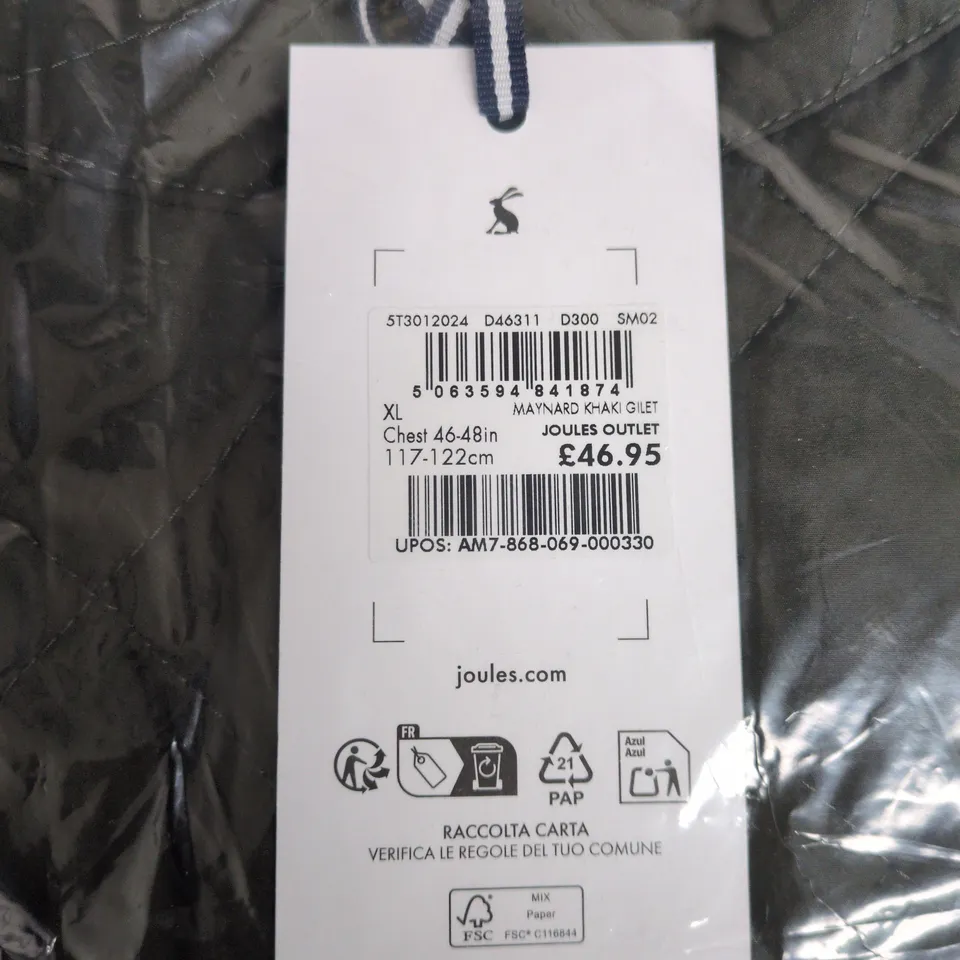 5T3012024 D46311 D300 SM02
5 063594 841874
XL
MAYNARD KHAKI GILET
Chest 46-48in
JOULES OUTLET
117-122cm
£46.95
UPOS: AM7-868-069-000330
joules.com
FR
Azul
Azul
21
PAP
RACCOLTA CARTA
VERIFICA LE REGOLE DEL TUO COMUNE
MIX
Paper
FSC
FSC® C116844